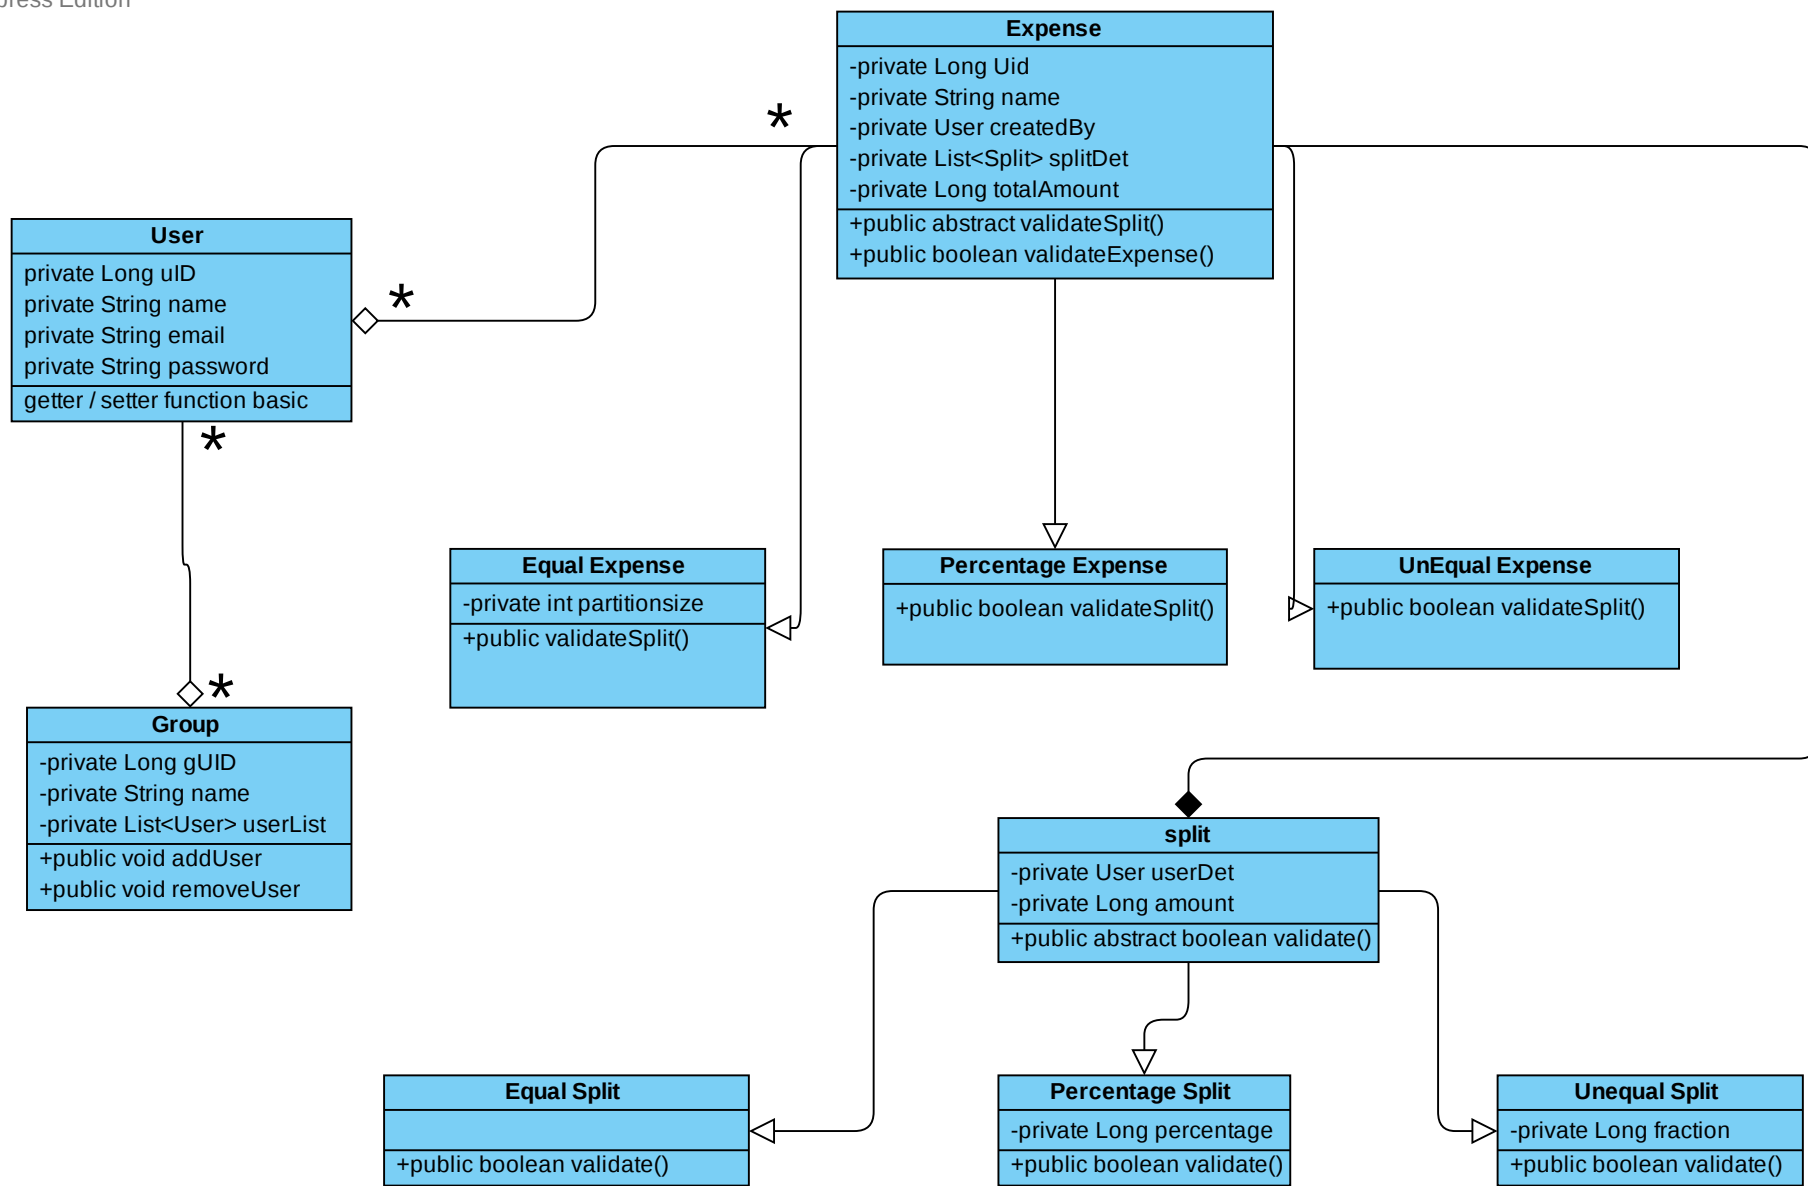 press Edition
Expense
-private Long Uid
-private String name
-private User createdBy
-private List<Split> splitDet
-private Long totalAmount
+public abstract validateSplit()
+public boolean validateExpense()
*
User
private Long uID
private String name
private String email
private String password
getter / setter function basic
*
*
Equal Expense
-private int partitionsize
+public validateSplit()
Percentage Expense
+public boolean validateSplit()
UnEqual Expense
+public boolean validateSplit()
*
Group
-private Long gUID
-private String name
-private List<User> userList
+public void addUser
+public void removeUser
split
-private User userDet
-private Long amount
+public abstract boolean validate()
Equal Split
+public boolean validate()
Percentage Split
-private Long percentage
+public boolean validate()
Unequal Split
-private Long fraction
+public boolean validate()